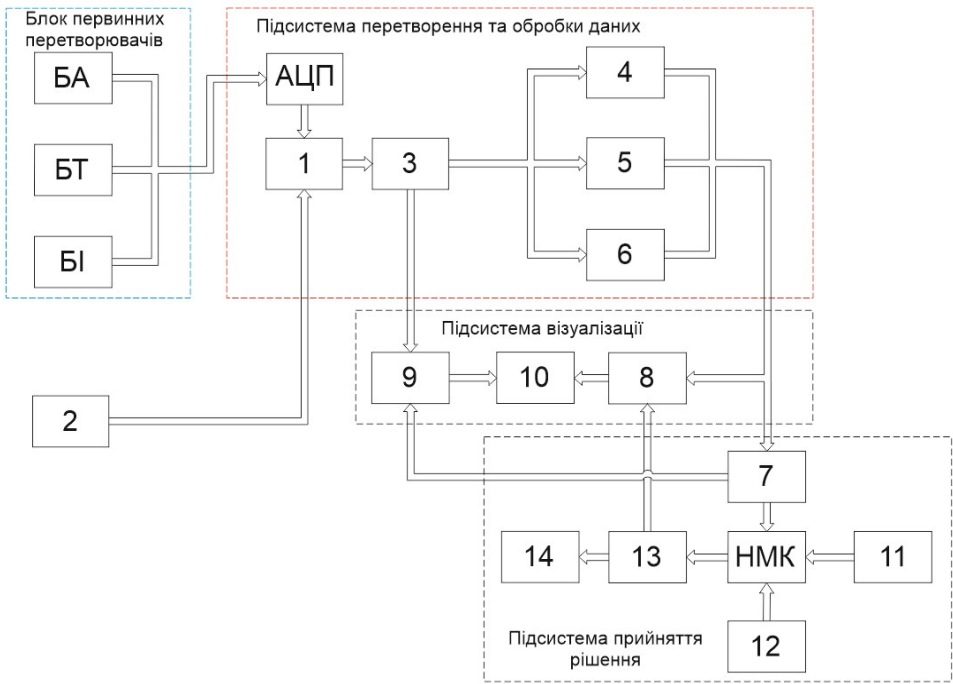 Блок первинних
перетворювачів
БА
БТ
БІ
Підсистема перетворення та обробки даних
АЦП
1
3
4
5
6
2
Підсистема візуалізації
9
10
8
7
14
13
НМК
11
12
Підсистема прийняття
рішення